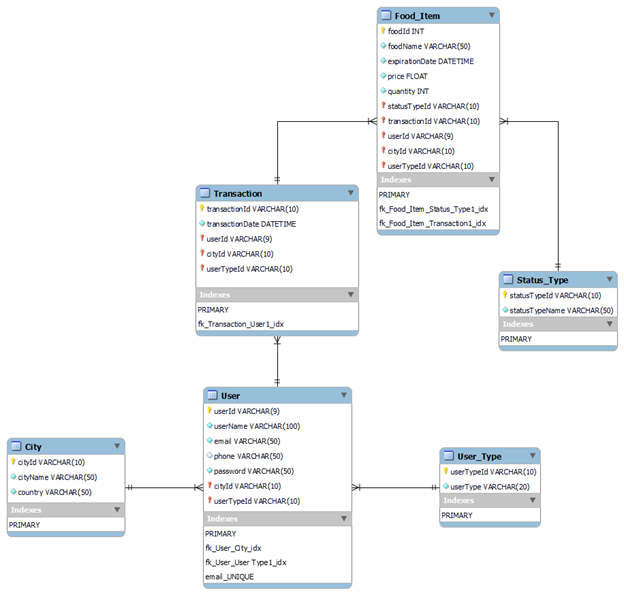 Food_Item
foodId INT
foodName VARCHAR(50)
expirationDate DATETIME
price FLOAT
quantity INT
statusTypeId VARCHAR(10)
transactionId VARCHAR(10)
userId VARCHAR(9)
cityId VARCHAR(10)
userTypeId VARCHAR(10)
Indexes
PRIMARY
fk_Food_Item_Status_Type1_idx
fk_Food_Item_Transaction1_idx
Transaction
transactionId VARCHAR(10)
transactionDate DATETIME
userId VARCHAR(9)
cityId VARCHAR(10)
userTypeId VARCHAR(10)
Indexes
PRIMARY
fk_Transaction_User1_idx
Status_Type
statusTypeId VARCHAR(10)
statusTypeName VARCHAR(50)
Indexes
PRIMARY
User
userId VARCHAR(9)
userName VARCHAR(100)
email VARCHAR(50)
phone VARCHAR(50)
password VARCHAR(50)
cityId VARCHAR(10)
userTypeId VARCHAR(10)
Indexes
PRIMARY
fk_User_City_idx
fk_User_User Type1_idx
email_UNIQUE
City
cityId VARCHAR(10)
cityName VARCHAR(50)
country VARCHAR(50)
Indexes
PRIMARY
User_Type
userTypeId VARCHAR(10)
userType VARCHAR(20)
Indexes
PRIMARY